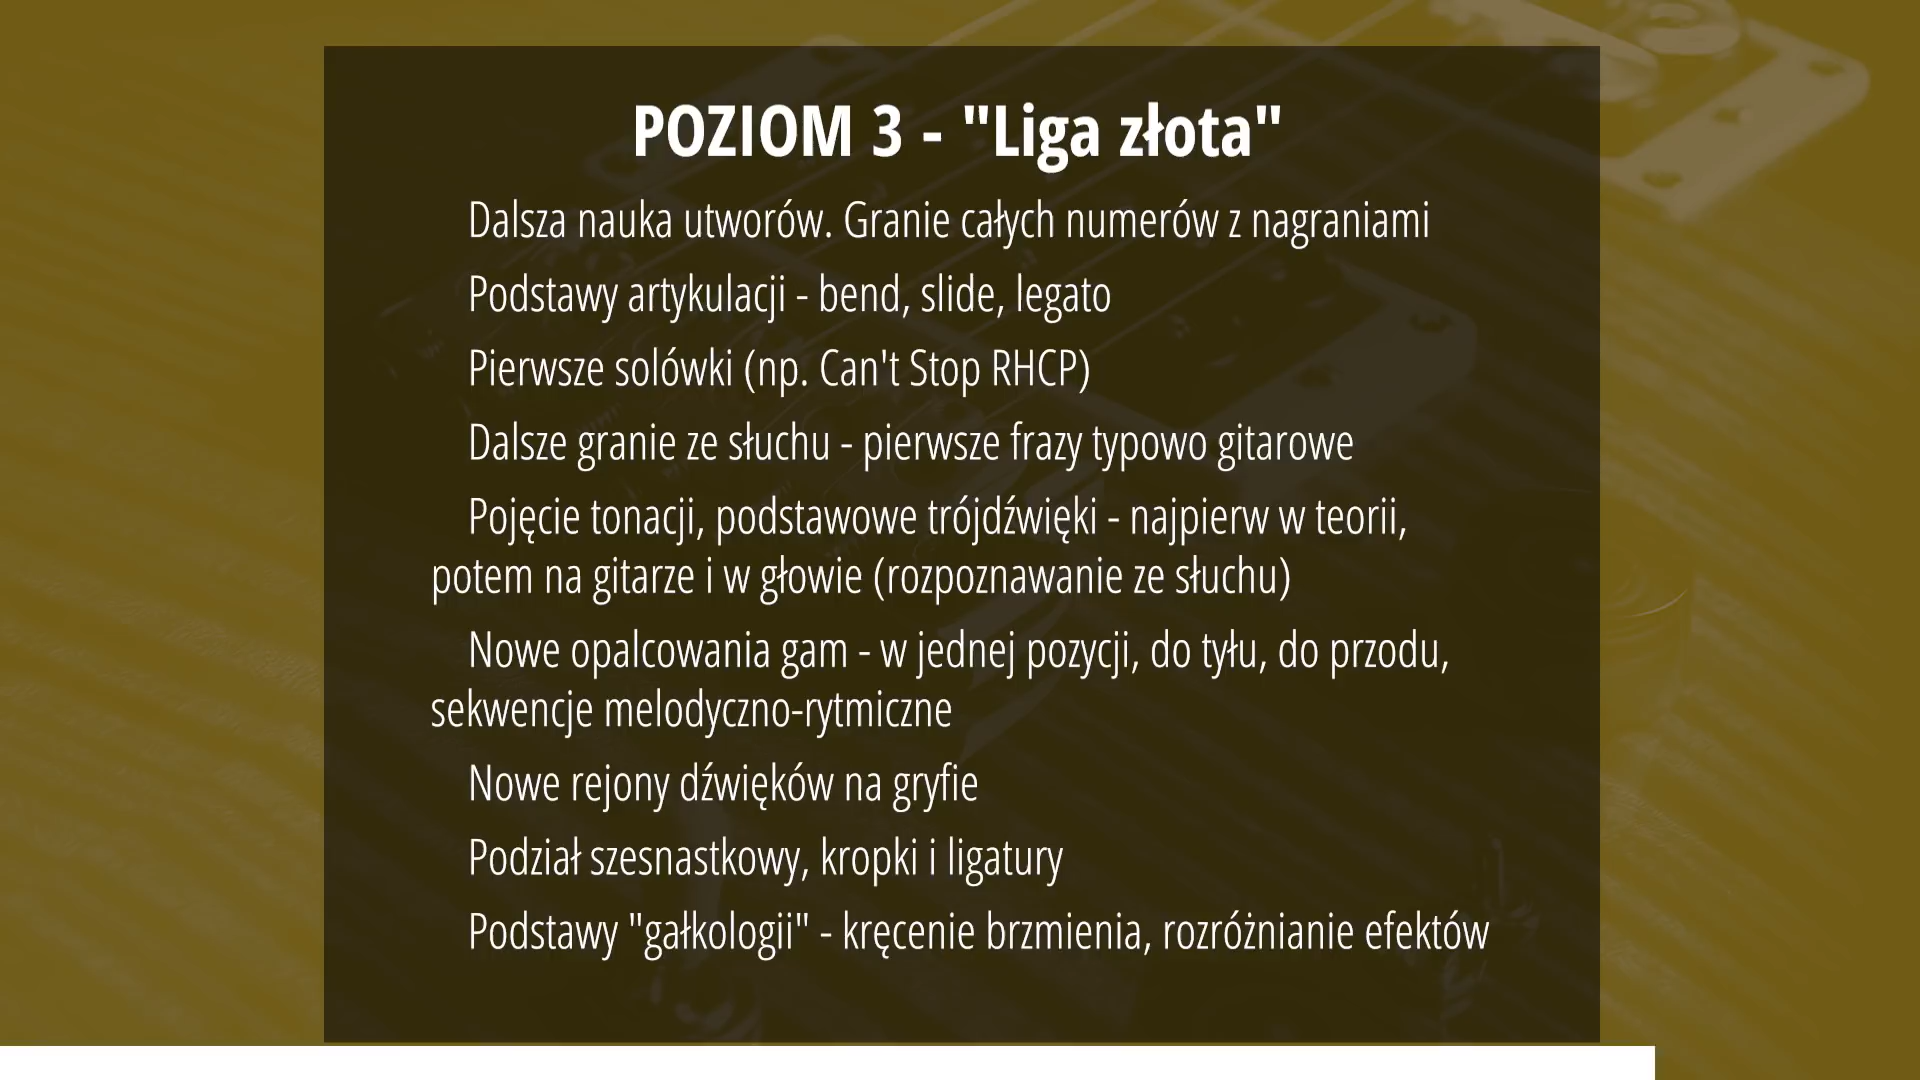 POZIOM 3 - "Liga złota"
Dalsza nauka utworów. Granie całych numerów z nagraniami
Podstawy artykulacji - bend, slide, legato
Pierwsze solówki (np. Can't Stop RHCP)
Dalsze granie ze słuchu - pierwsze frazy typowo gitarowe
Pojęcie tonacji, podstawowe trójdźwięki - najpierw w teorii,
potem na gitarze i w głowie (rozpoznawanie ze słuchu)
Nowe opalcowania gam - w jednej pozycji, do tyłu, do przodu,
sekwencje melodyczno-rytmiczne
Nowe rejony dźwięków na gryfie
Podział szesnastkowy, kropki i ligatury
Podstawy "gałkologii" - kręcenie brzmienia, rozróżnianie efektów